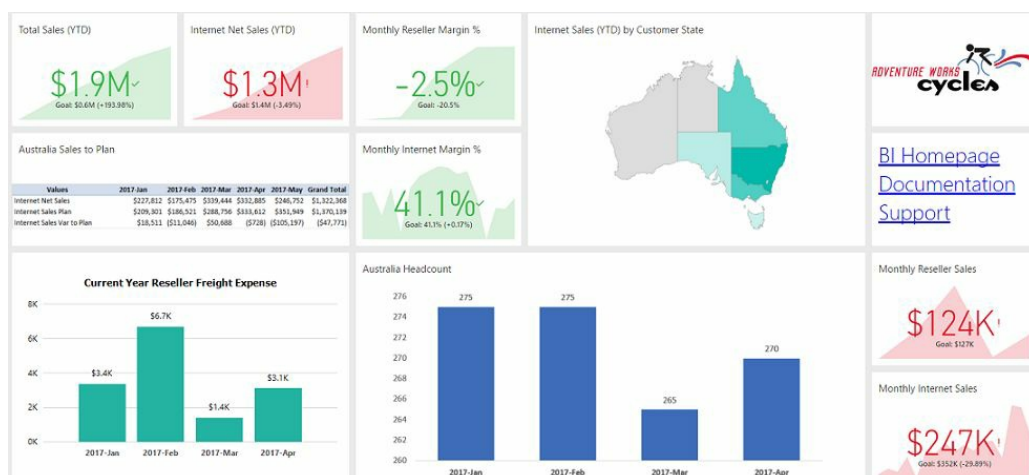 Total Sales (YTD)
$1.9M
Goal: $0.6M (+193.98%)
Internet Net Sales (YTD)
$1.3M!
Goal: $1.4M (-3.49%)
Monthly Reseller Margin %
-2.5%
Goal: -20.5%
Internet Sales (YTD) by Customer State
ADVENTURE WORKS
cycles
Australia Sales to Plan
Values 2017-Jan 2017-Feb 2017-Mar 2017-Apr 2017-May Grand Total
Internet Net Sales $227,812 $175,475 $339,444 $332,885 $246,752 $1,322,368
Internet Sales Plan $209,301 $186,521 $288,756 $333,612 $351,949 $1,370,139
Internet Sales Var to Plan $18,511 ($11,046) $50,688 ($728) ($105,197) ($47,771)
Monthly Internet Margin %
41.1%
Goal: 41.1% (+0.17%)
BI Homepage
Documentation
Support
Current Year Reseller Freight Expense
8K
6K
4K
2K
0K
$3.4K
$6.7K
$1.4K
$3.1K
2017-Jan 2017-Feb 2017-Mar 2017-Apr
Australia Headcount
276
274
272
270
268
266
264
262
260
275
275
265
270
2017-Jan 2017-Feb 2017-Mar 2017-Apr
Monthly Reseller Sales
$124K!
Goal: $127K
Monthly Internet Sales
$247K!
Goal: $352K (-29.89%)